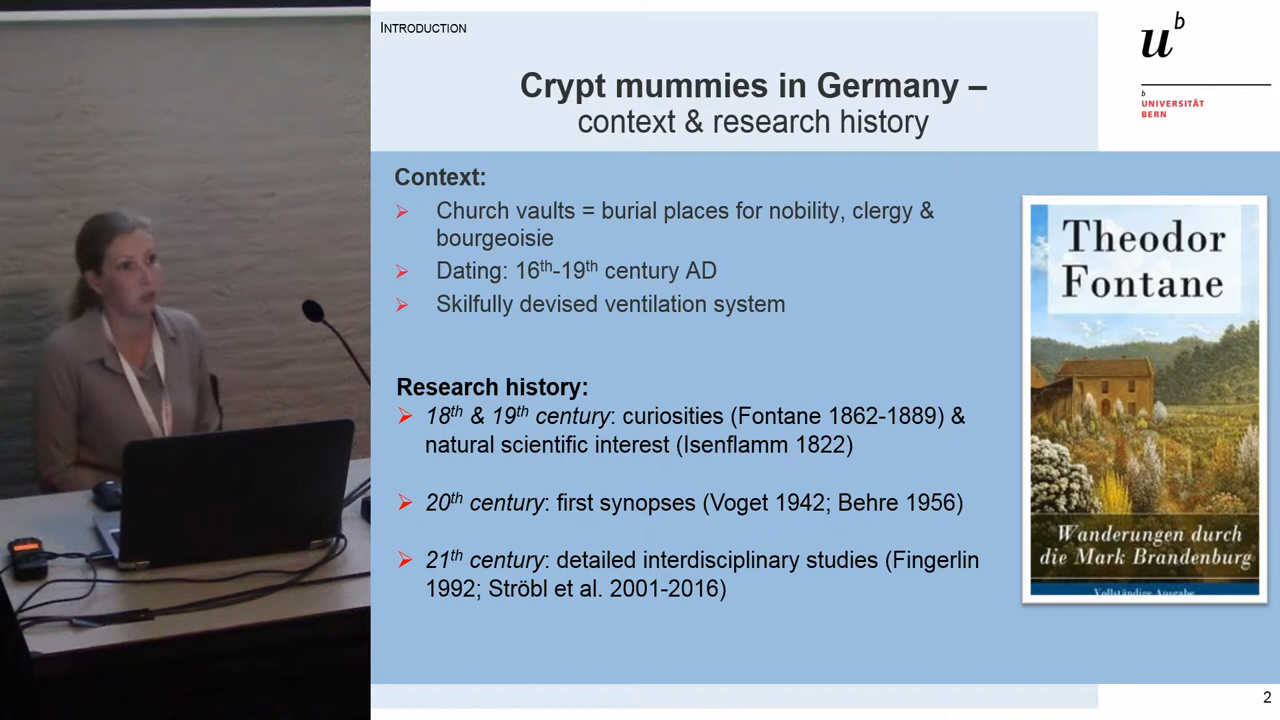 INTRODUCTION
Crypt mummies in Germany –
context & research history
u^b
b
UNIVERSITÄT
BERN
Context:
➢ Church vaults = burial places for nobility, clergy &
bourgeoisie
➢ Dating: 16th-19th century AD
➢ Skilfully devised ventilation system
Research history:
➢ 18th & 19th century: curiosities (Fontane 1862-1889) &
natural scientific interest (Isenflamm 1822)
➢ 20th century: first synopses (Voget 1942; Behre 1956)
➢ 21th century: detailed interdisciplinary studies (Fingerlin
1992; Ströbl et al. 2001-2016)
Theodor
Fontane
Wanderungen durch
die Mark Brandenburg
Vollständige Ausgabe
2